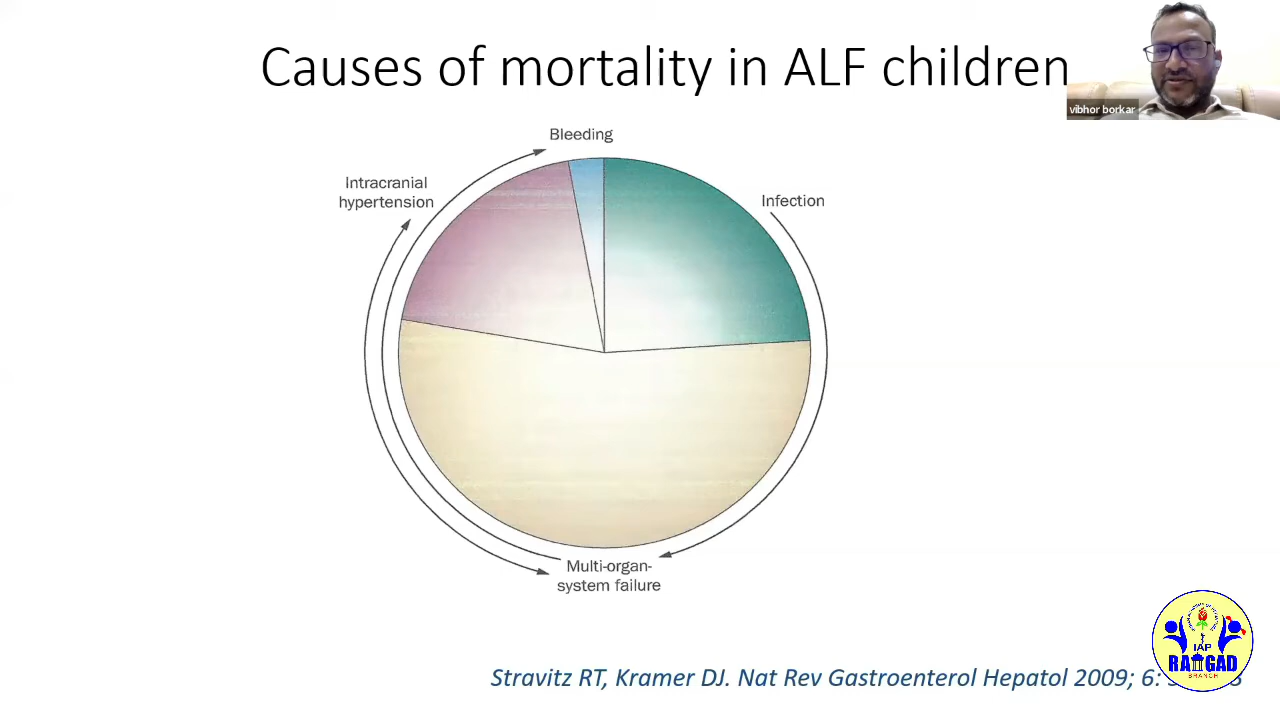 Causes of mortality in ALF children
vibhor borkar
Bleeding
Intracranial
hypertension
Infection
Multi-organ-
system failure
IAP
RAIGAD
BRANCH
Stravitz RT, Kramer DJ. Nat Rev Gastroenterol Hepatol 2009; 6: